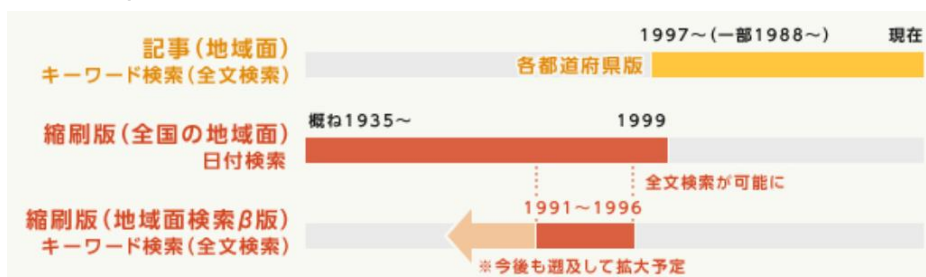 1997～(一部1988～) 現在
記事(地域面)
キーワード検索(全文検索)
各都道府県版
概ね1935～ 1999
縮刷版(全国の地域面)
日付検索
全文検索が可能に
1991～1996
縮刷版(地域面検索β版)
キーワード検索(全文検索)
※今後も遡及して拡大予定